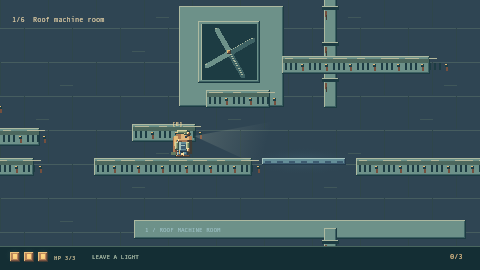 1/6 Roof machine room
1 / ROOF MACHINE ROOM
HP 3/3 LEAVE A LIGHT 0/3